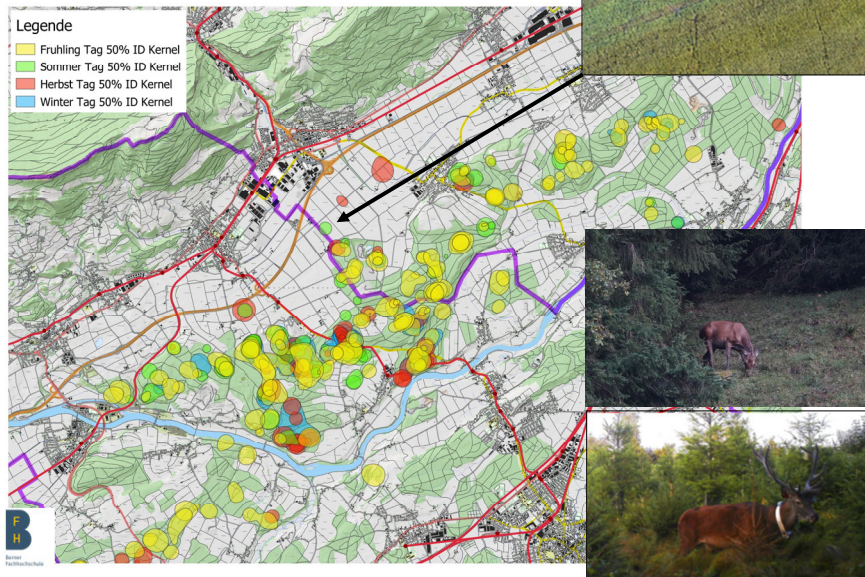 Legende
Fruhling Tag 50% ID Kernel
Sommer Tag 50% ID Kernel
Herbst Tag 50% ID Kernel
Winter Tag 50% ID Kernel
B
F
H
Berner
Fachhochschule